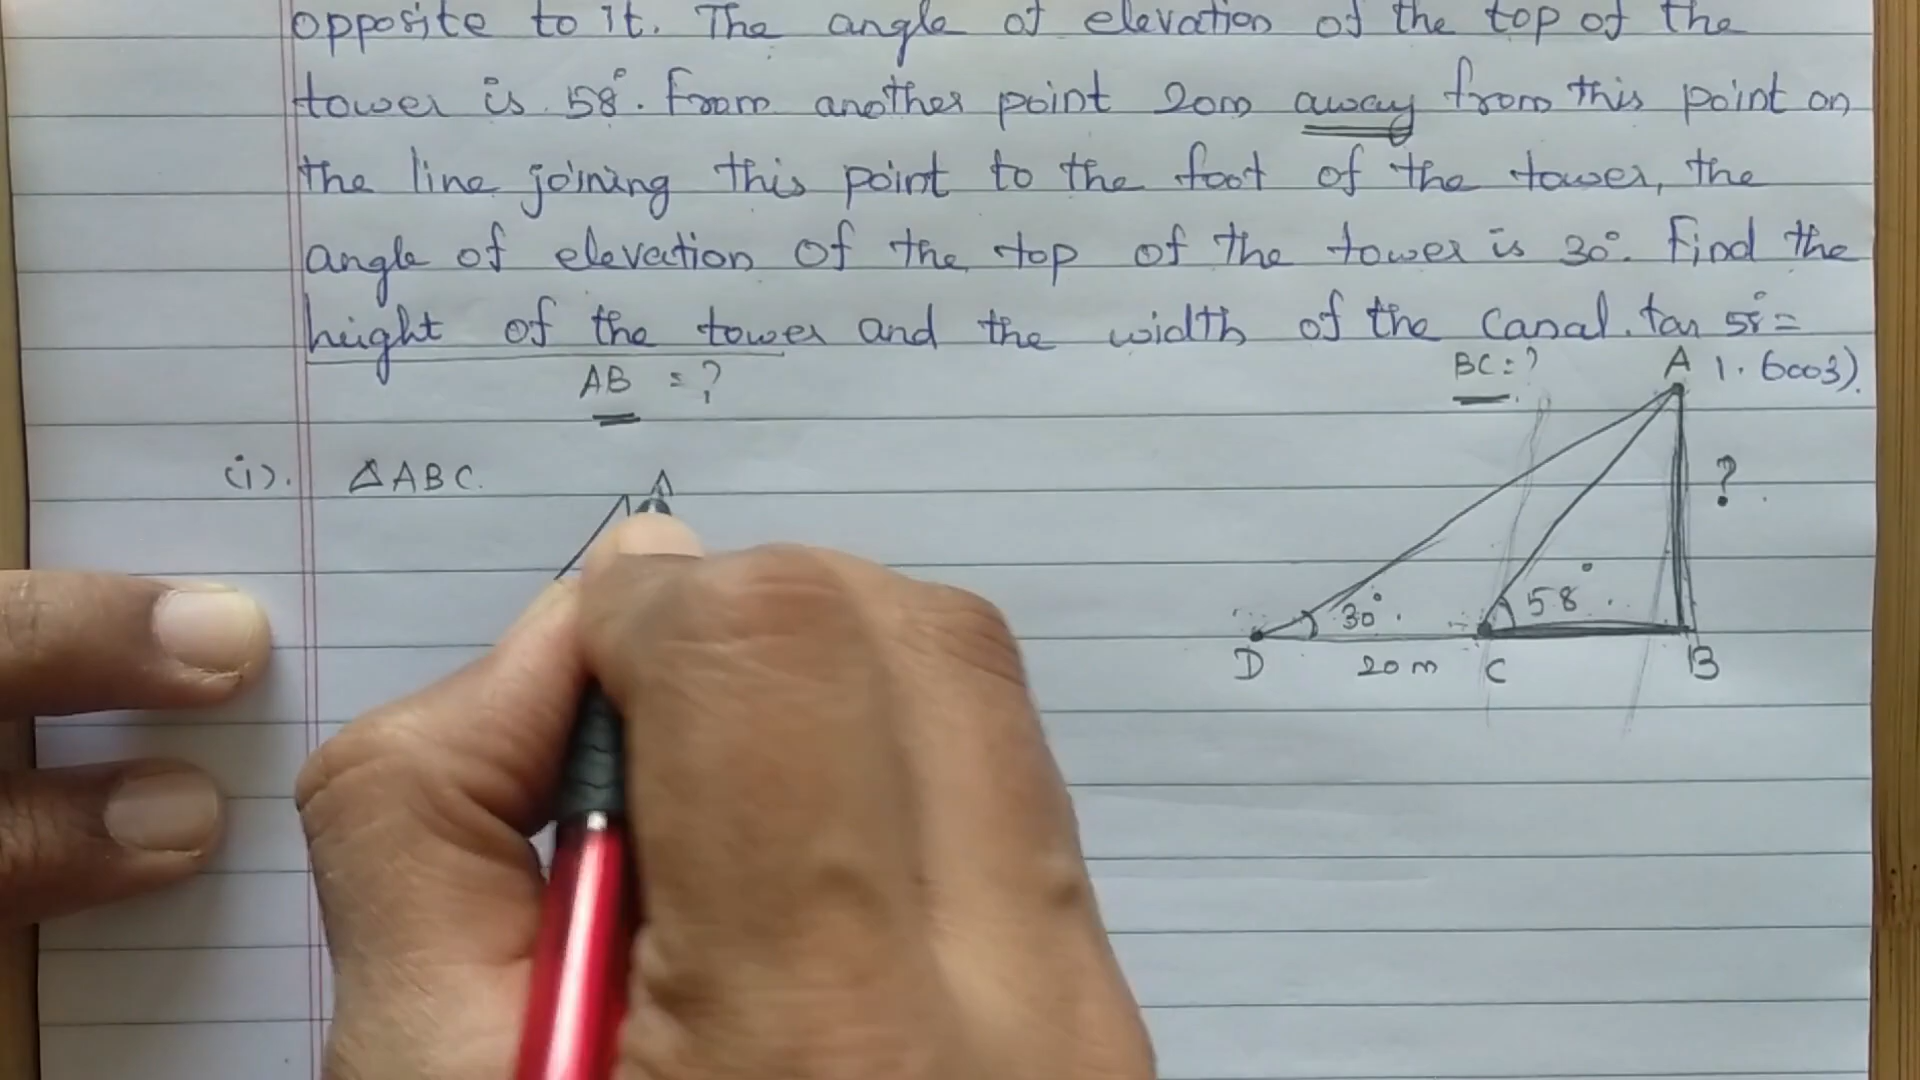 opposite to it. The angle of elevation of the top of the
tower is 58°. From another point 20m away from this point on
the line joining this point to the foot of the tower, the
angle of elevation of the top of the tower is 30°. Find the
height of the tower and the width of the canal. tan 58°=
1.6003).
AB = ?
BC = ?
A
(i). ΔABC.
A
?
30°.
58°.
D 20m C B